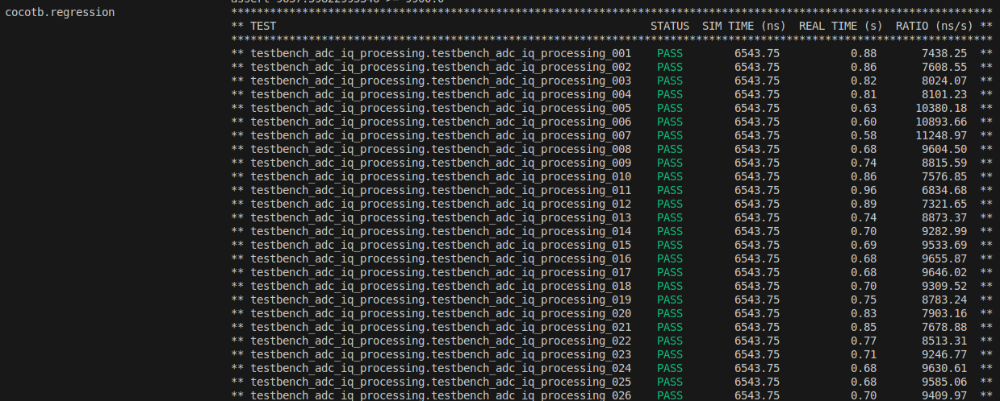 assert 9857.39822995546 >= 9900.0
cocotb.regression
**********************************************************************************************************************
** TEST STATUS SIM TIME (ns) REAL TIME (s) RATIO (ns/s) **
**********************************************************************************************************************
** testbench_adc_iq_processing.testbench_adc_iq_processing_001 PASS 6543.75 0.88 7438.25 **
** testbench_adc_iq_processing.testbench_adc_iq_processing_002 PASS 6543.75 0.86 7608.55 **
** testbench_adc_iq_processing.testbench_adc_iq_processing_003 PASS 6543.75 0.82 8024.07 **
** testbench_adc_iq_processing.testbench_adc_iq_processing_004 PASS 6543.75 0.81 8101.23 **
** testbench_adc_iq_processing.testbench_adc_iq_processing_005 PASS 6543.75 0.63 10380.18 **
** testbench_adc_iq_processing.testbench_adc_iq_processing_006 PASS 6543.75 0.60 10893.66 **
** testbench_adc_iq_processing.testbench_adc_iq_processing_007 PASS 6543.75 0.58 11248.97 **
** testbench_adc_iq_processing.testbench_adc_iq_processing_008 PASS 6543.75 0.68 9604.50 **
** testbench_adc_iq_processing.testbench_adc_iq_processing_009 PASS 6543.75 0.74 8815.59 **
** testbench_adc_iq_processing.testbench_adc_iq_processing_010 PASS 6543.75 0.86 7576.85 **
** testbench_adc_iq_processing.testbench_adc_iq_processing_011 PASS 6543.75 0.96 6834.68 **
** testbench_adc_iq_processing.testbench_adc_iq_processing_012 PASS 6543.75 0.89 7321.65 **
** testbench_adc_iq_processing.testbench_adc_iq_processing_013 PASS 6543.75 0.74 8873.37 **
** testbench_adc_iq_processing.testbench_adc_iq_processing_014 PASS 6543.75 0.70 9282.99 **
** testbench_adc_iq_processing.testbench_adc_iq_processing_015 PASS 6543.75 0.69 9533.69 **
** testbench_adc_iq_processing.testbench_adc_iq_processing_016 PASS 6543.75 0.68 9655.87 **
** testbench_adc_iq_processing.testbench_adc_iq_processing_017 PASS 6543.75 0.68 9646.02 **
** testbench_adc_iq_processing.testbench_adc_iq_processing_018 PASS 6543.75 0.70 9309.52 **
** testbench_adc_iq_processing.testbench_adc_iq_processing_019 PASS 6543.75 0.75 8783.24 **
** testbench_adc_iq_processing.testbench_adc_iq_processing_020 PASS 6543.75 0.83 7903.16 **
** testbench_adc_iq_processing.testbench_adc_iq_processing_021 PASS 6543.75 0.85 7678.88 **
** testbench_adc_iq_processing.testbench_adc_iq_processing_022 PASS 6543.75 0.77 8513.31 **
** testbench_adc_iq_processing.testbench_adc_iq_processing_023 PASS 6543.75 0.71 9246.77 **
** testbench_adc_iq_processing.testbench_adc_iq_processing_024 PASS 6543.75 0.68 9630.61 **
** testbench_adc_iq_processing.testbench_adc_iq_processing_025 PASS 6543.75 0.68 9585.06 **
** testbench_adc_iq_processing.testbench_adc_iq_processing_026 PASS 6543.75 0.70 9409.97 **